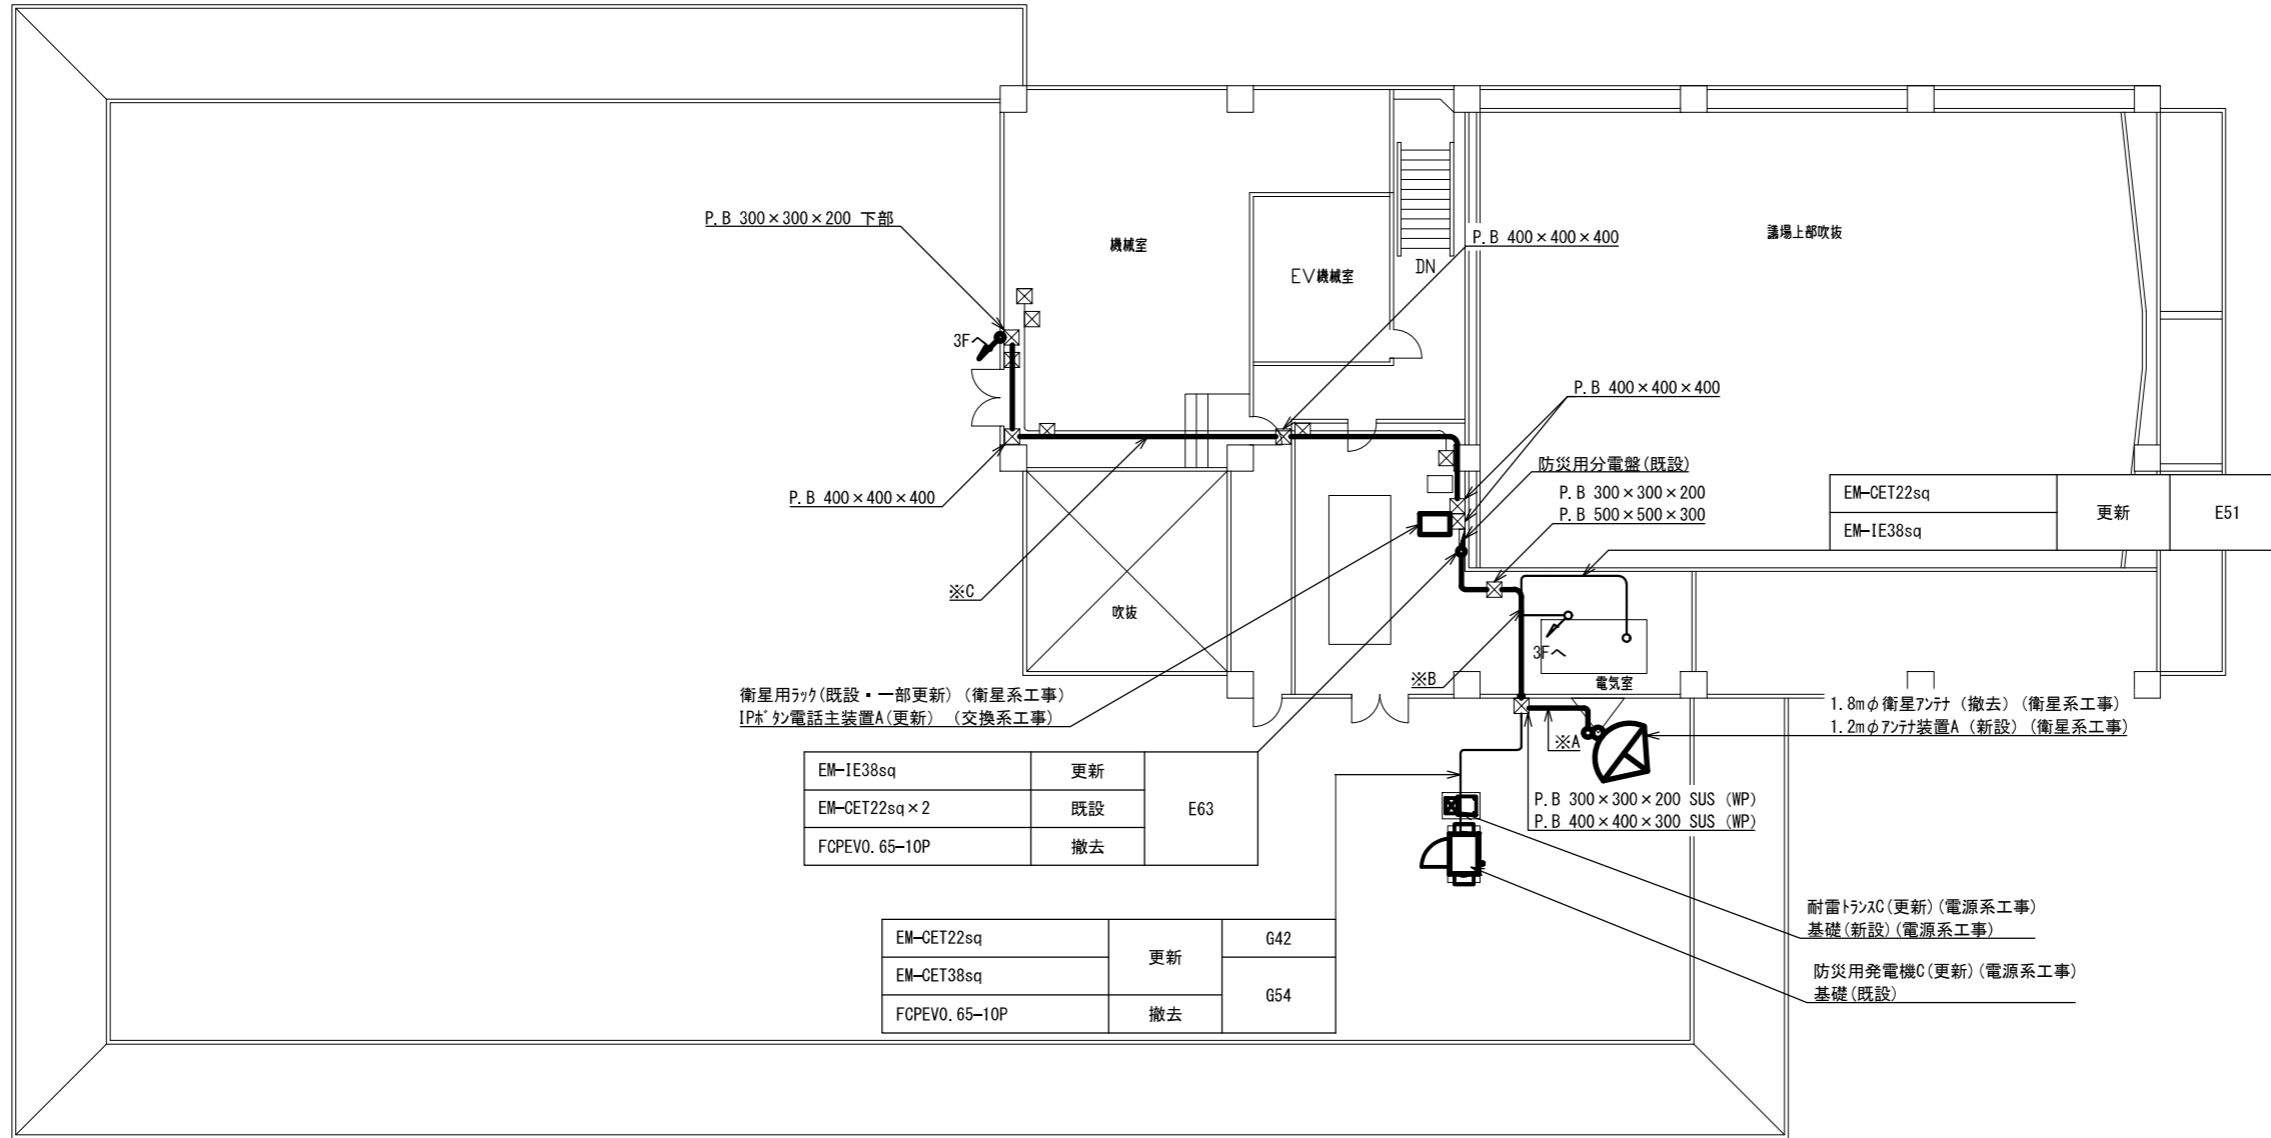 P.B 300×300×200 下部
機械室
P.B 400×400×400
議場上部吹抜
EV機械室
DN
3Fへ
P.B 400×400×400
防災用分電盤(既設)
P.B 300×300×200
P.B 500×500×300
EM-CET22sq
EM-IE38sq
更新
E51
P.B 400×400×400
※C
吹抜
3Fへ
※B
電気室
衛星用ラック(既設・一部更新) (衛星系工事)
IPボタン電話主装置A(更新) (交換系工事)
1.8mφ衛星アンテナ (撤去) (衛星系工事)
1.2mφアンテナ装置A (新設) (衛星系工事)
※A
EM-IE38sq 更新
EM-CET22sq×2 既設 E63
FCPEV0.65-10P 撤去
P.B 300×300×200 SUS (WP)
P.B 400×400×300 SUS (WP)
耐雷トランスC(更新)(電源系工事)
基礎(新設)(電源系工事)
EM-CET22sq 更新 G42
EM-CET38sq
FCPEV0.65-10P 撤去 G54
防災用発電機C(更新)(電源系工事)
基礎(既設)